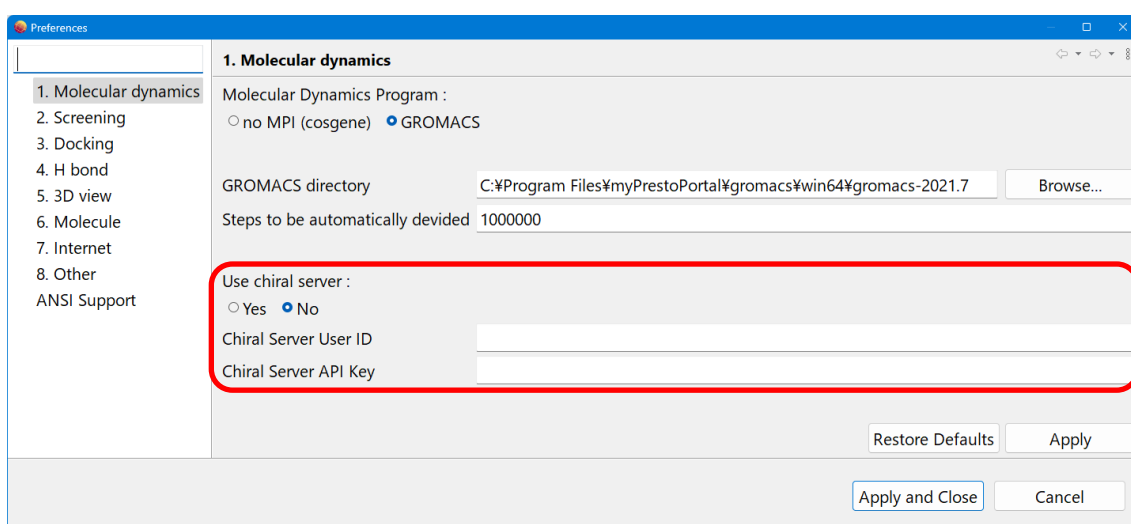 Preferences
1. Molecular dynamics
1. Molecular dynamics
2. Screening
3. Docking
4. H bond
5. 3D view
6. Molecule
7. Internet
8. Other
ANSI Support
Molecular Dynamics Program :
no MPI (cosgene) GROMACS
GROMACS directory C:¥Program Files¥myPrestoPortal¥gromacs¥win64¥gromacs-2021.7 Browse...
Steps to be automatically devided 1000000
Use chiral server :
Yes No
Chiral Server User ID
Chiral Server API Key
Restore Defaults Apply
Apply and Close Cancel